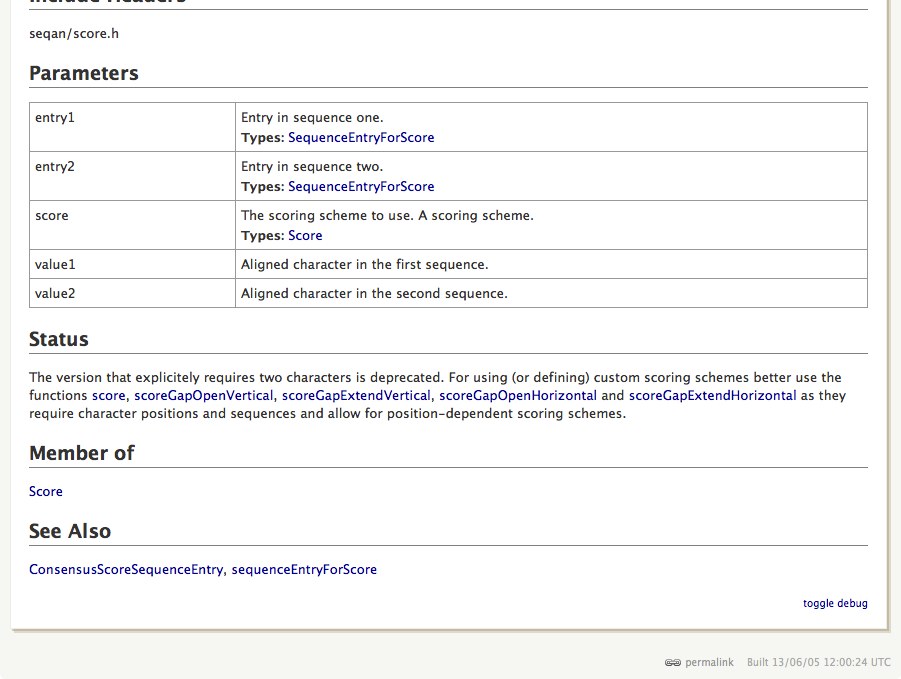 Include Headers
seqan/score.h
Parameters
entry1
Entry in sequence one.
Types: SequenceEntryForScore
entry2
Entry in sequence two.
Types: SequenceEntryForScore
score
The scoring scheme to use. A scoring scheme.
Types: Score
value1
Aligned character in the first sequence.
value2
Aligned character in the second sequence.
Status
The version that explicitely requires two characters is deprecated. For using (or defining) custom scoring schemes better use the
functions score, scoreGapOpenVertical, scoreGapExtendVertical, scoreGapOpenHorizontal and scoreGapExtendHorizontal as they
require character positions and sequences and allow for position-dependent scoring schemes.
Member of
Score
See Also
ConsensusScoreSequenceEntry, sequenceEntryForScore
toggle debug
permalink Built 13/06/05 12:00:24 UTC